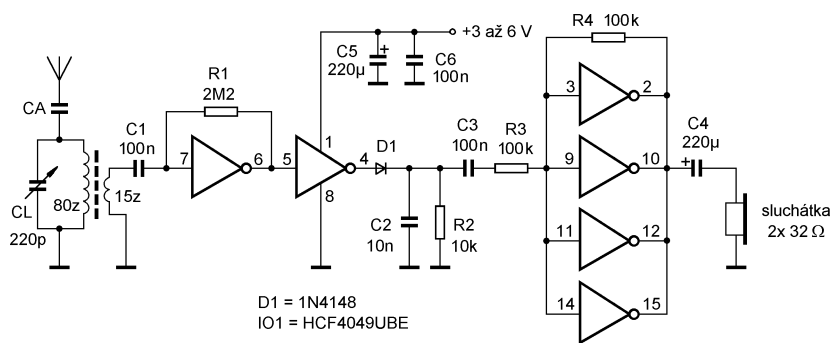 CA
CL
220p
80z
15z
C1
100n
R1
2M2
7
6
5
1
4
8
C5
220µ
+
C6
100n
+3 až 6 V
D1
C2
10n
R2
10k
C3
100n
R3
100k
R4 100k
3
2
9
10
11
12
14
15
C4
220µ
+
sluchátka
2x 32 Ω
D1 = 1N4148
IO1 = HCF4049UBE